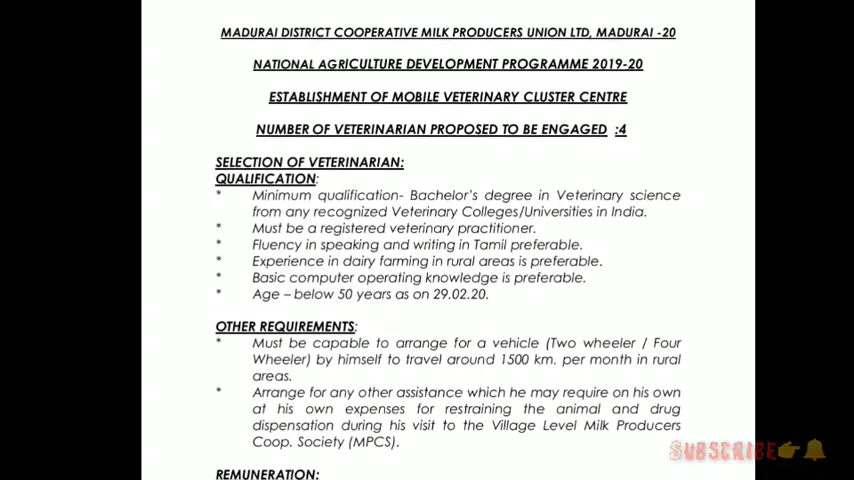 MADURAI DISTRICT COOPERATIVE MILK PRODUCERS UNION LTD, MADURAI -20
NATIONAL AGRICULTURE DEVELOPMENT PROGRAMME 2019-20
ESTABLISHMENT OF MOBILE VETERINARY CLUSTER CENTRE
NUMBER OF VETERINARIAN PROPOSED TO BE ENGAGED :4
SELECTION OF VETERINARIAN:
QUALIFICATION:
* Minimum qualification- Bachelor's degree in Veterinary science
from any recognized Veterinary Colleges/Universities in India.
* Must be a registered veterinary practitioner.
* Fluency in speaking and writing in Tamil preferable.
* Experience in dairy farming in rural areas is preferable.
* Basic computer operating knowledge is preferable.
* Age – below 50 years as on 29.02.20.
OTHER REQUIREMENTS:
* Must be capable to arrange for a vehicle (Two wheeler / Four
Wheeler) by himself to travel around 1500 km. per month in rural
areas.
* Arrange for any other assistance which he may require on his own
at his own expenses for restraining the animal and drug
dispensation during his visit to the Village Level Milk Producers
Coop. Society (MPCS).
SUBSCRIBE
REMUNERATION: